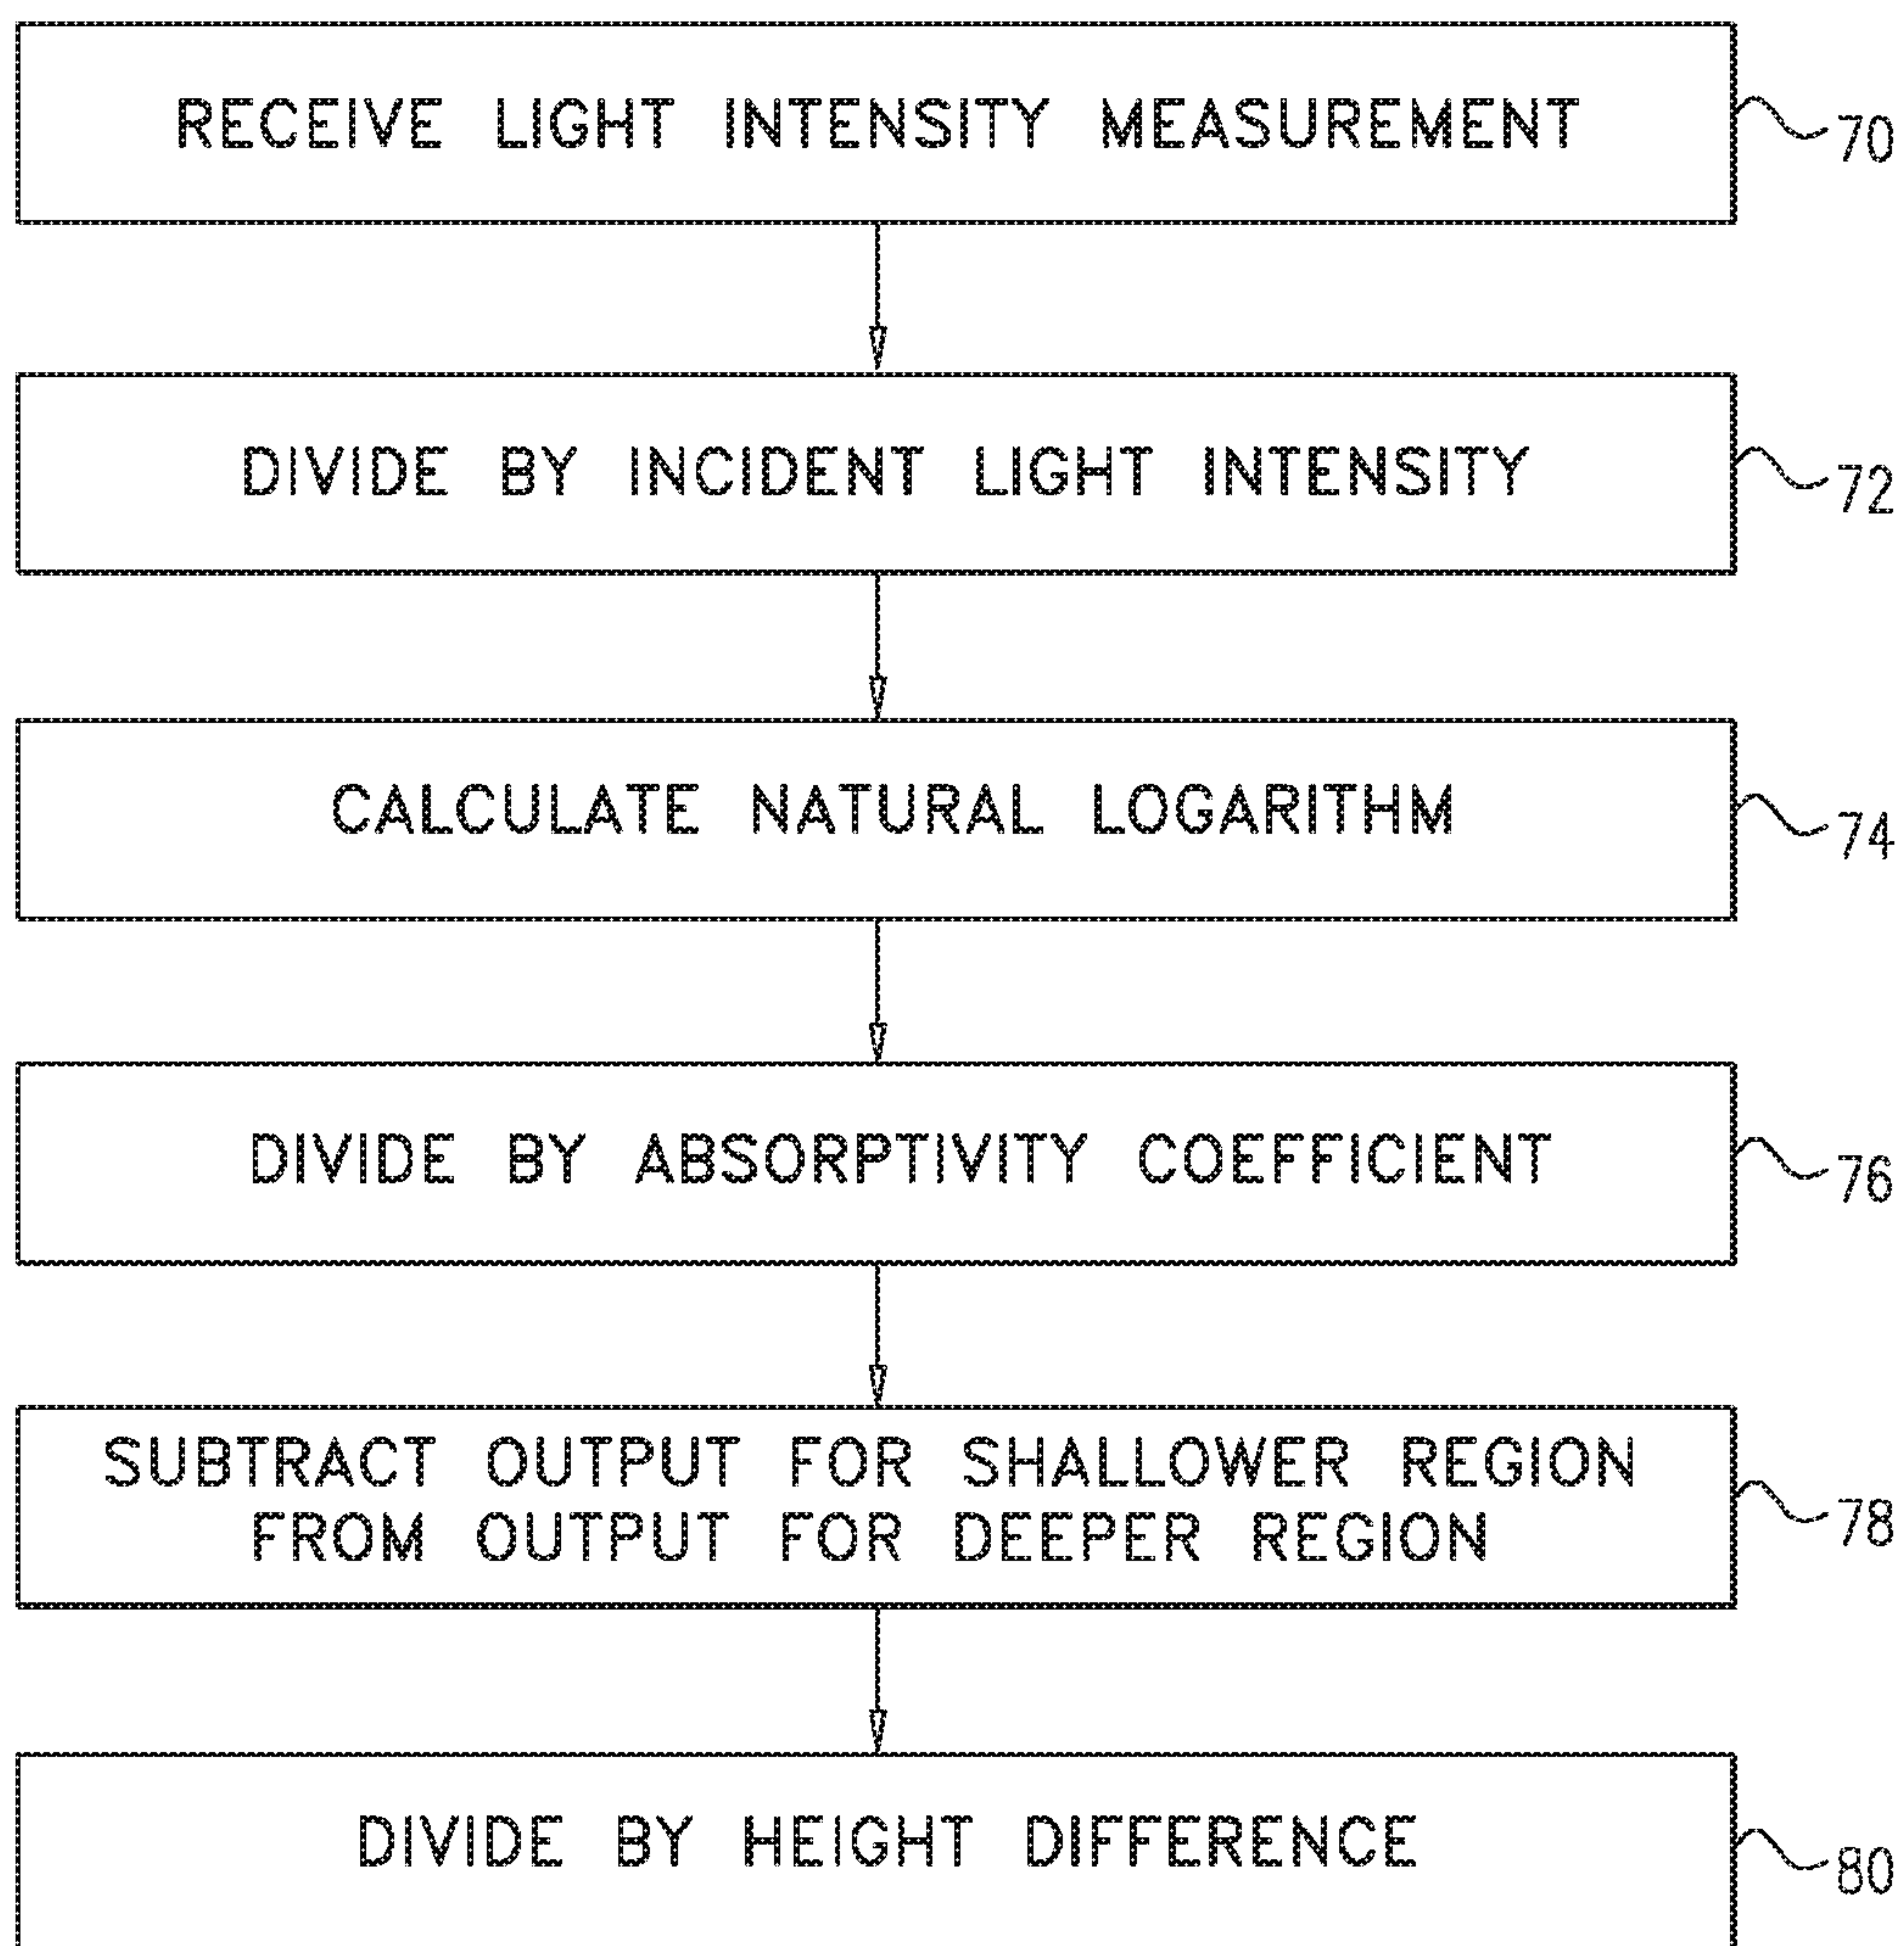 RECEIVE LIGHT INTENSITY MEASUREMENT
70
DIVIDE BY INCIDENT LIGHT INTENSITY
72
CALCULATE NATURAL LOGARITHM
74
DIVIDE BY ABSORPTIVITY COEFFICIENT
76
SUBTRACT OUTPUT FOR SHALLOWER REGION
FROM OUTPUT FOR DEEPER REGION
78
DIVIDE BY HEIGHT DIFFERENCE
80